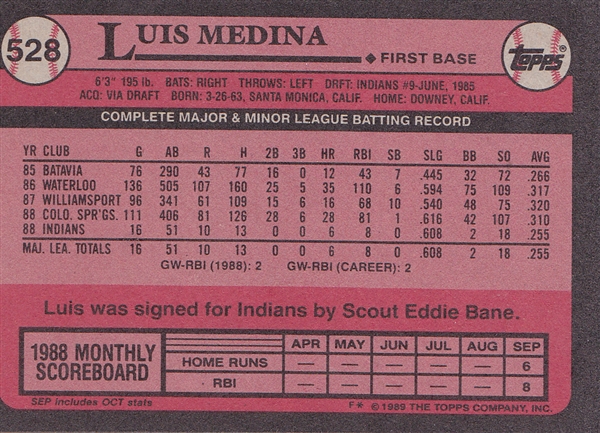 528
LUIS MEDINA
FIRST BASE
Topps®
6'3" 195 lb. BATS: RIGHT THROWS: LEFT DRFT: INDIANS #9-JUNE, 1985
ACQ: VIA DRAFT BORN: 3-26-63, SANTA MONICA, CALIF. HOME: DOWNEY, CALIF.
COMPLETE MAJOR & MINOR LEAGUE BATTING RECORD
YR CLUB G AB R H 2B 3B HR RBI SB SLG BB SO AVG
85 BATAVIA 76 290 43 77 16 0 12 43 7 .445 32 72 .266
86 WATERLOO 136 505 107 160 25 5 35 110 6 .594 75 109 .317
87 WILLIAMSPORT 96 341 61 109 15 6 16 68 10 .540 48 75 .320
88 COLO. SPR'GS. 111 406 81 126 28 6 28 81 1 .616 42 107 .310
88 INDIANS 16 51 10 13 0 0 6 8 0 .608 2 18 .255
MAJ. LEA. TOTALS 16 51 10 13 0 0 6 8 0 .608 2 18 .255
GW-RBI (1988): 2 GW-RBI (CAREER): 2
Luis was signed for Indians by Scout Eddie Bane.
1988 MONTHLY SCOREBOARD
APR MAY JUN JUL AUG SEP
HOME RUNS — — — — — 6
RBI — — — — — 8
SEP includes OCT stats
F* © 1989 THE TOPPS COMPANY, INC.